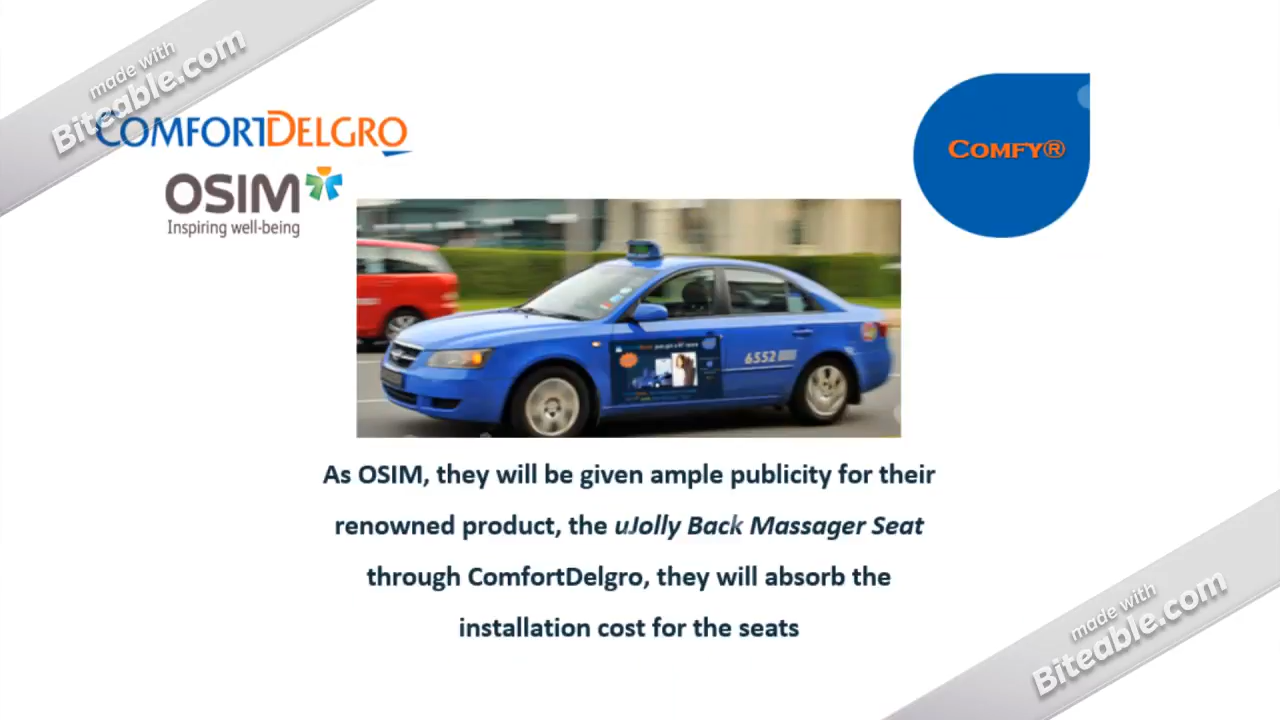 made with
Biteable.com
COMFORTDELGRO
OSIM
Inspiring well-being
COMFY®
6552
As OSIM, they will be given ample publicity for their
renowned product, the uJolly Back Massager Seat
through ComfortDelgro, they will absorb the
installation cost for the seats
made with
Biteable.com